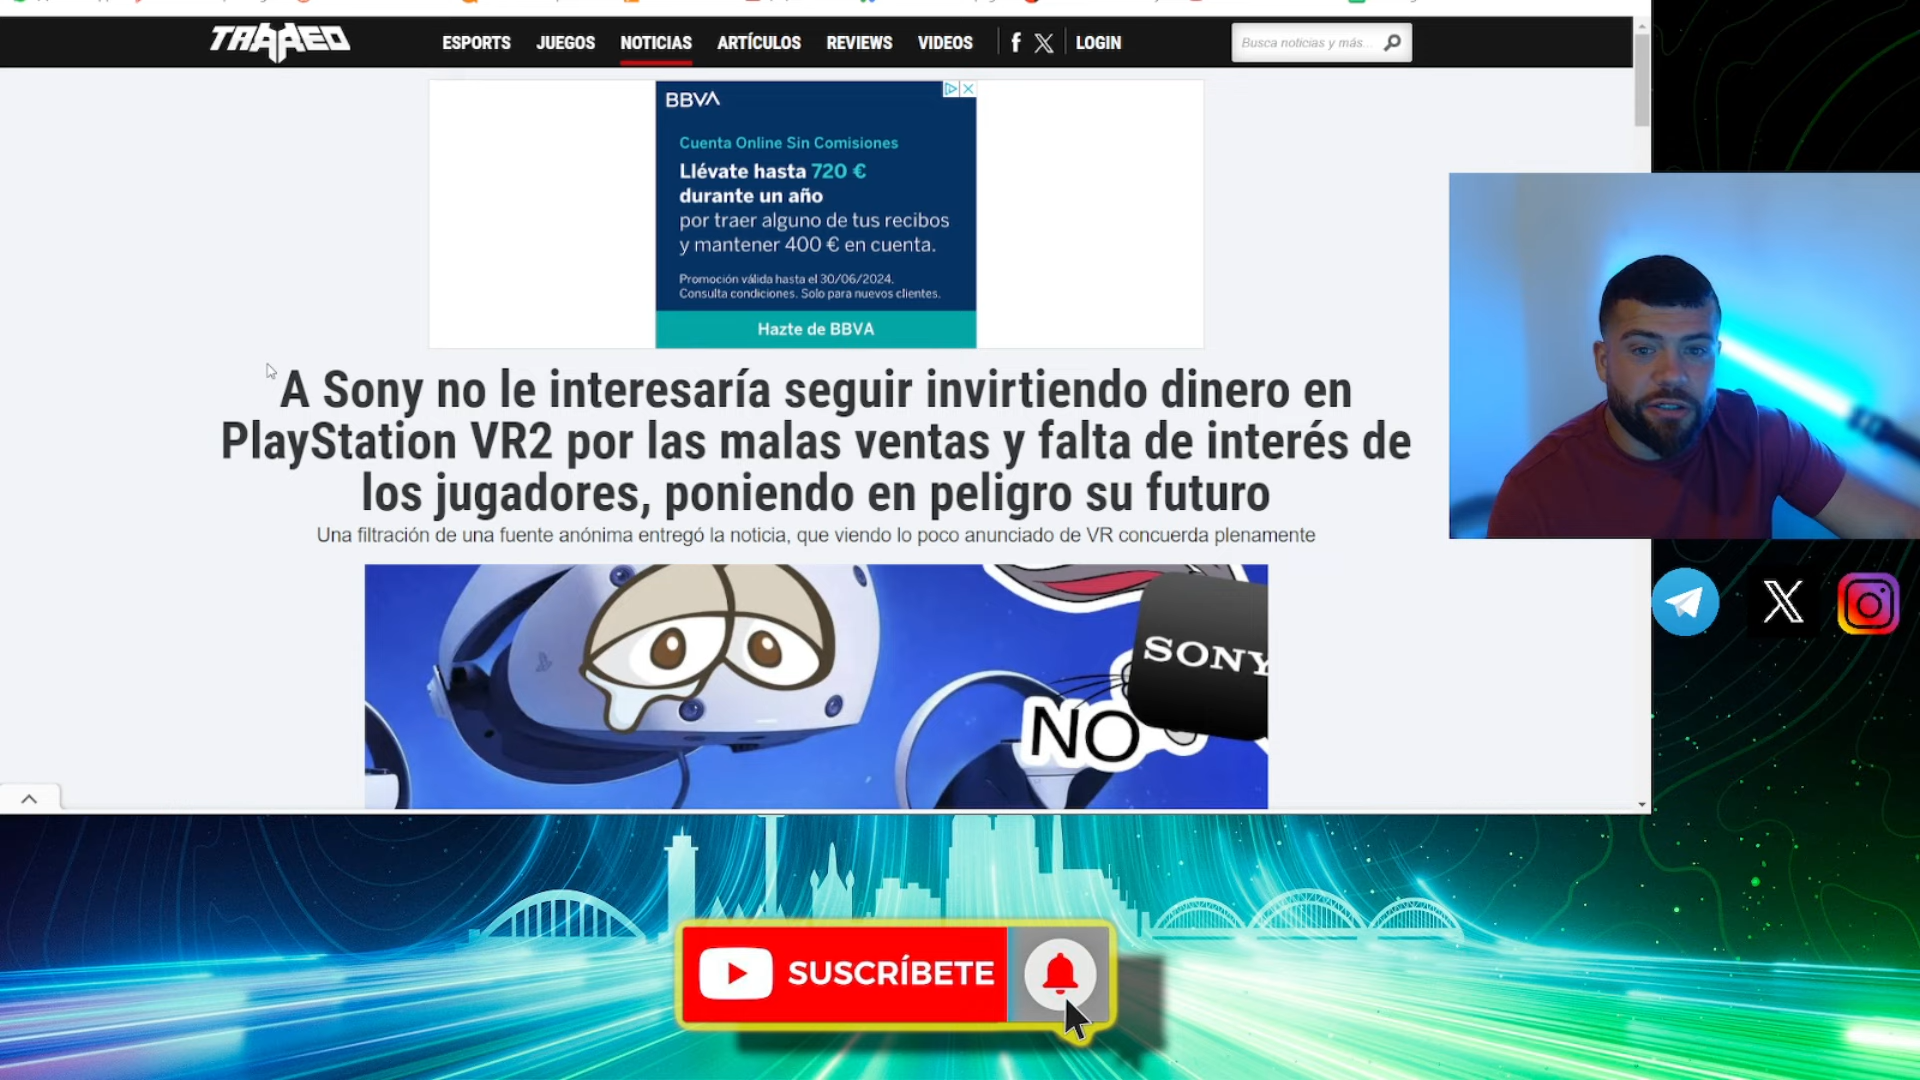 TRAAEO
ESPORTS JUEGOS NOTICIAS ARTÍCULOS REVIEWS VIDEOS LOGIN
Busca noticias y más...
BBVA
Cuenta Online Sin Comisiones
Llévate hasta 720 €
durante un año
por traer alguno de tus recibos
y mantener 400 € en cuenta.
Promoción válida hasta el 30/06/2024.
Consulta condiciones. Solo para nuevos clientes.
Hazte de BBVA
A Sony no le interesaría seguir invirtiendo dinero en
PlayStation VR2 por las malas ventas y falta de interés de
los jugadores, poniendo en peligro su futuro
Una filtración de una fuente anónima entregó la noticia, que viendo lo poco anunciado de VR concuerda plenamente
SONY
NO
SUSCRÍBETE